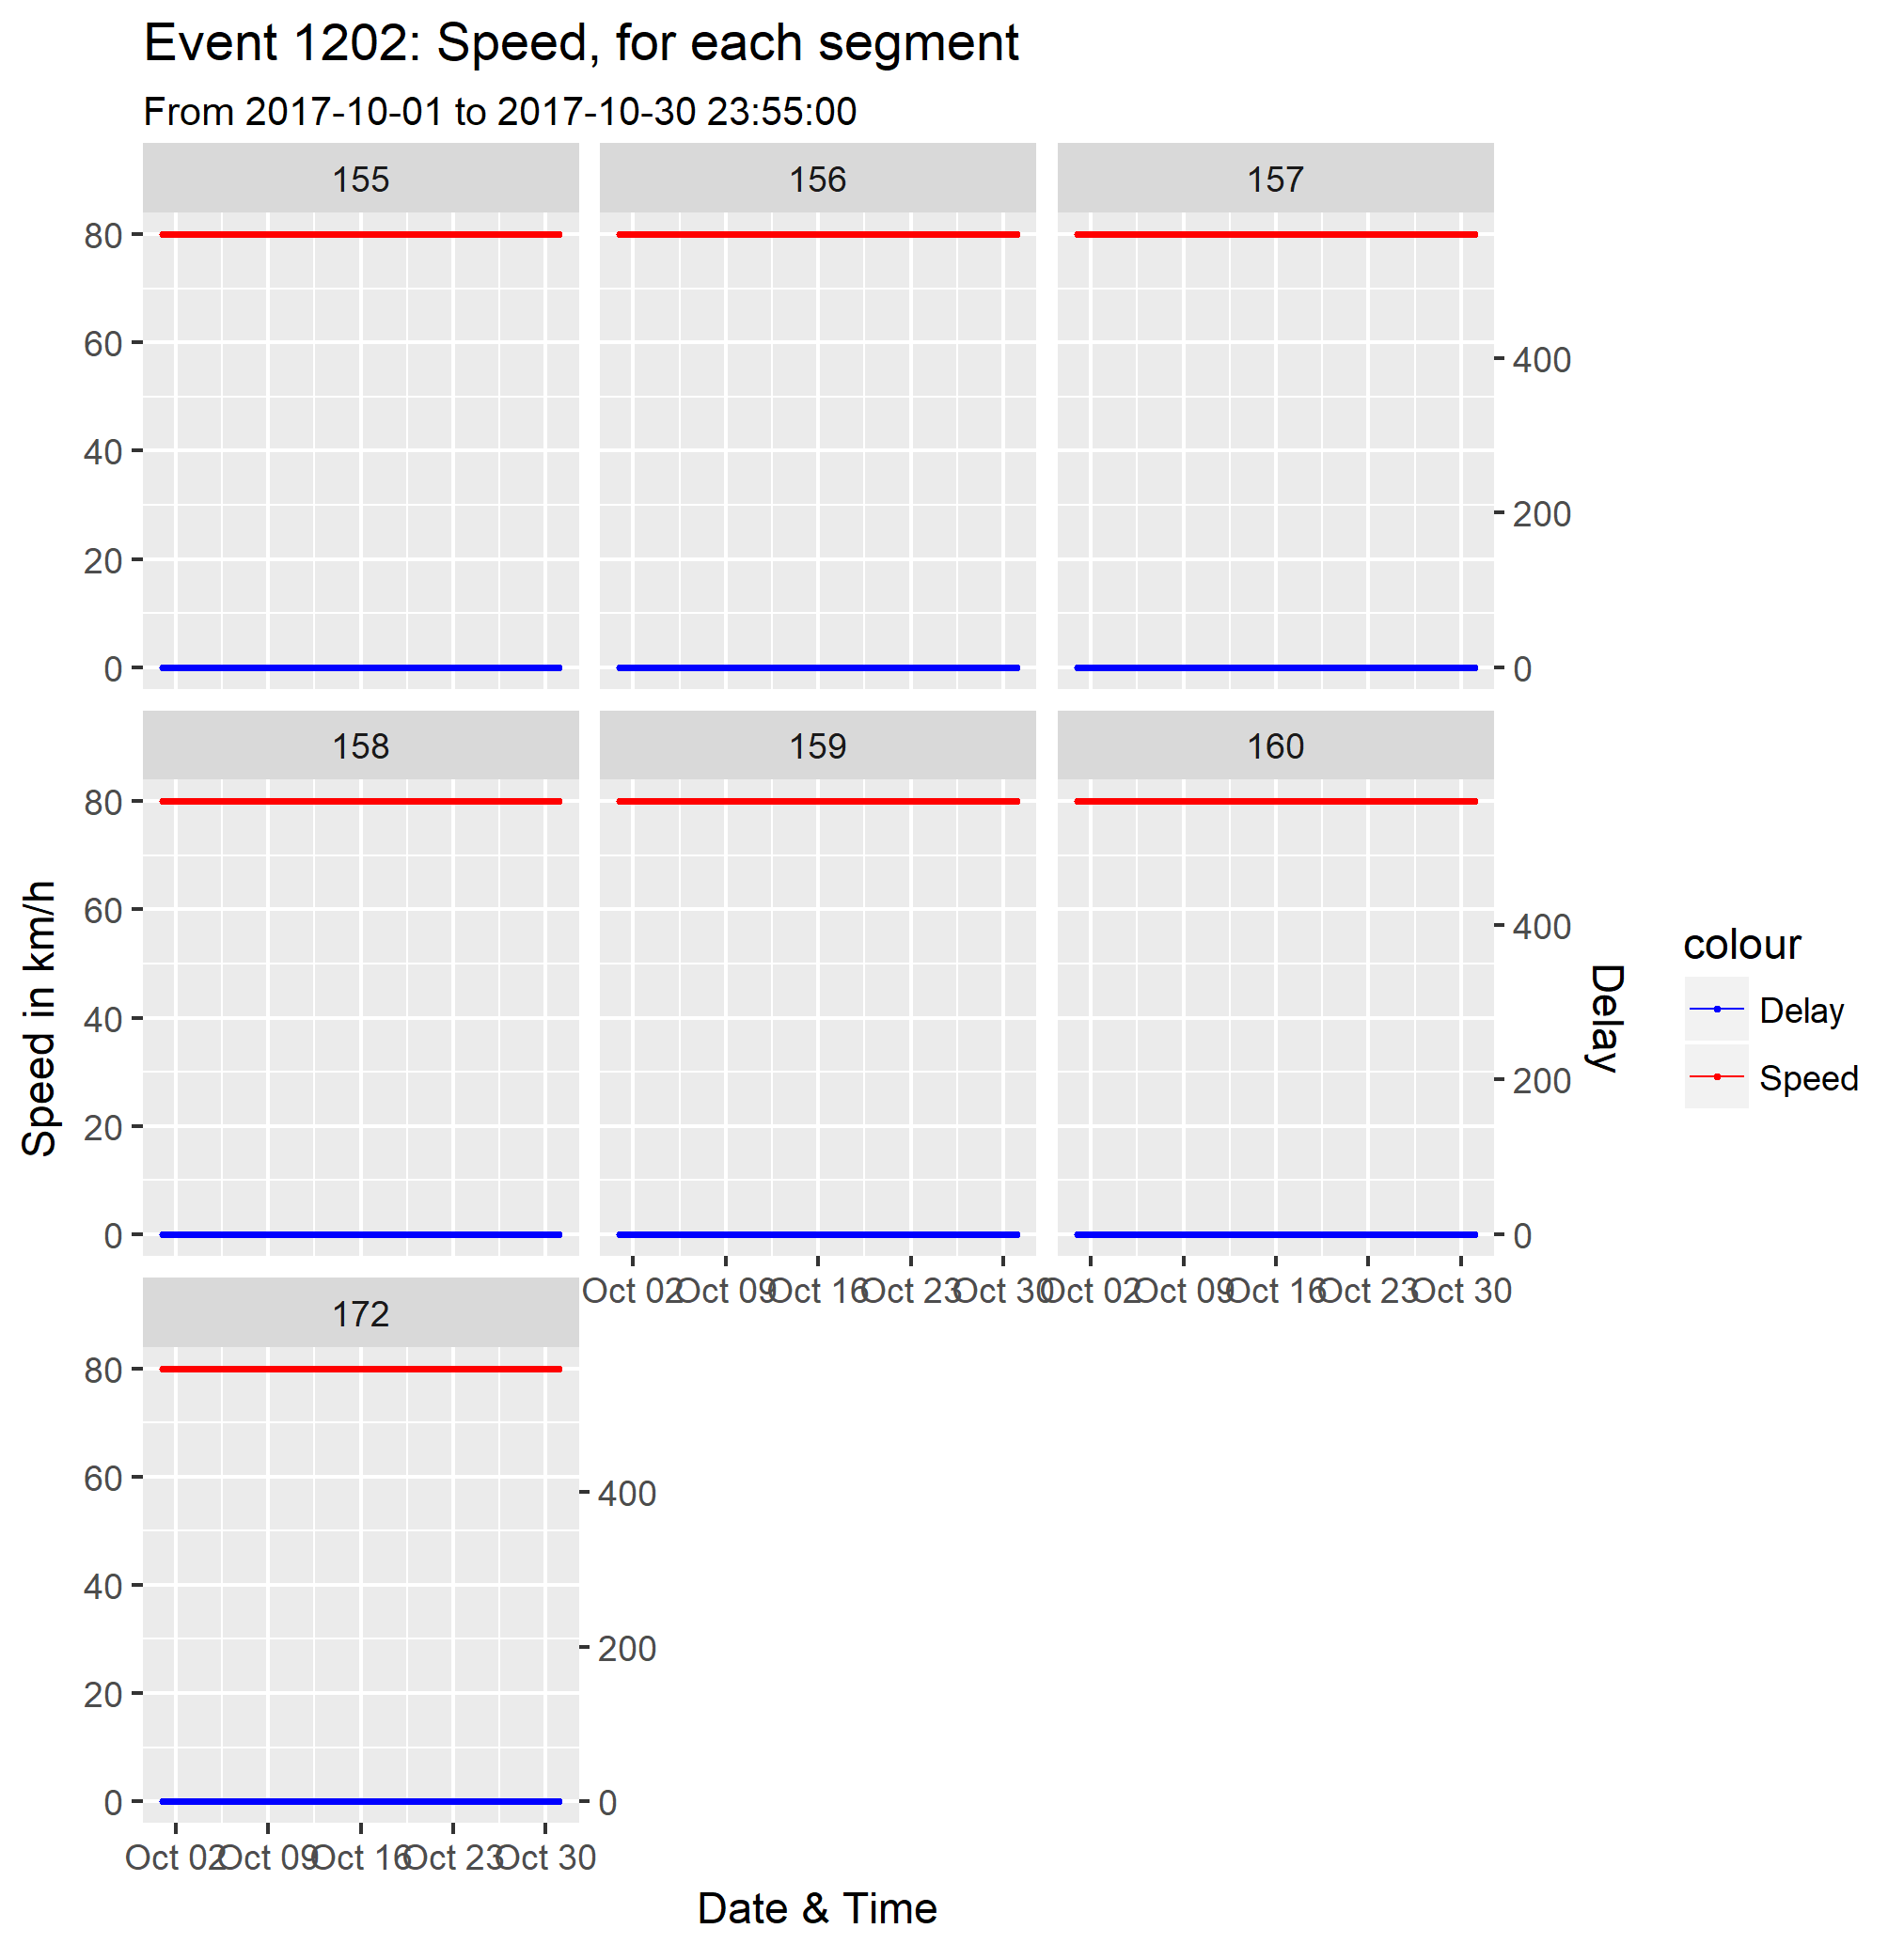 Event 1202: Speed, for each segment
From 2017-10-01 to 2017-10-30 23:55:00
155 156 157
80
60
40
20
0
400
200
0
158 159 160
80
60
40
20
0
400
200
0
Oct 02 Oct 09 Oct 16 Oct 23 Oct 30 Oct 02 Oct 09 Oct 16 Oct 23 Oct 30
172
80
60
40
20
0
400
200
0
Oct 02 Oct 09 Oct 16 Oct 23 Oct 30
Date & Time
Speed in km/h
Delay
colour
Delay
Speed